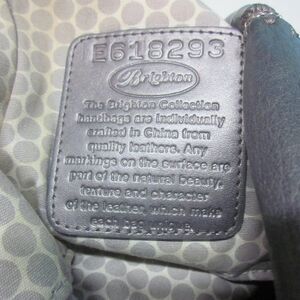 E618293
Brighton
The Brighton Collection
handbags are individually
crafted in China from
quality leathers. Any
markings on the surface are
part of the natural beauty,
texture and character
of the leather, which make
each